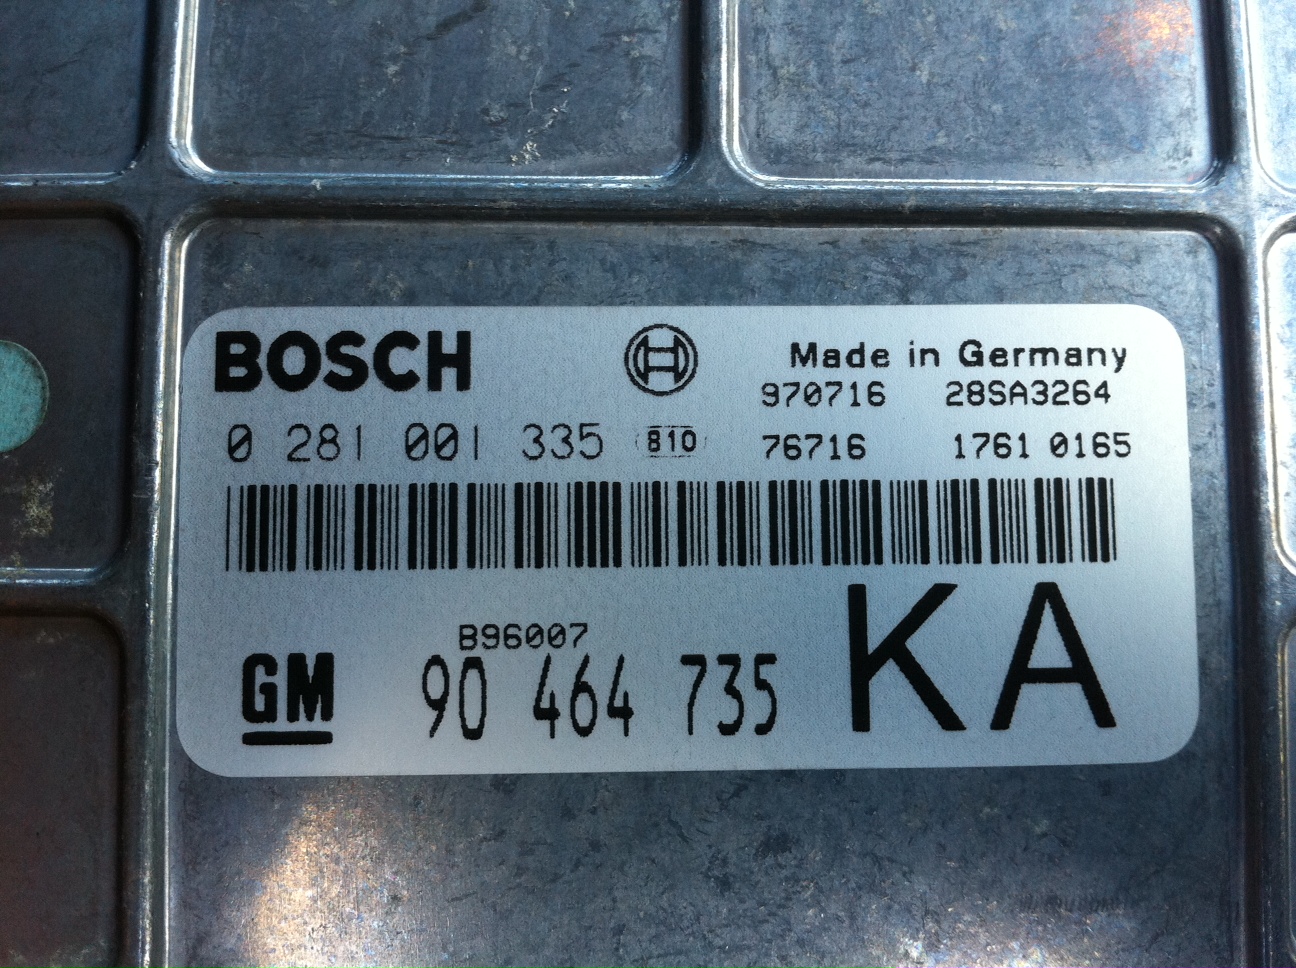 BOSCH
Made in Germany
970716 28SA3264
0 281 001 335 810 76716 1761 0165
B96007
GM 90 464 735 KA